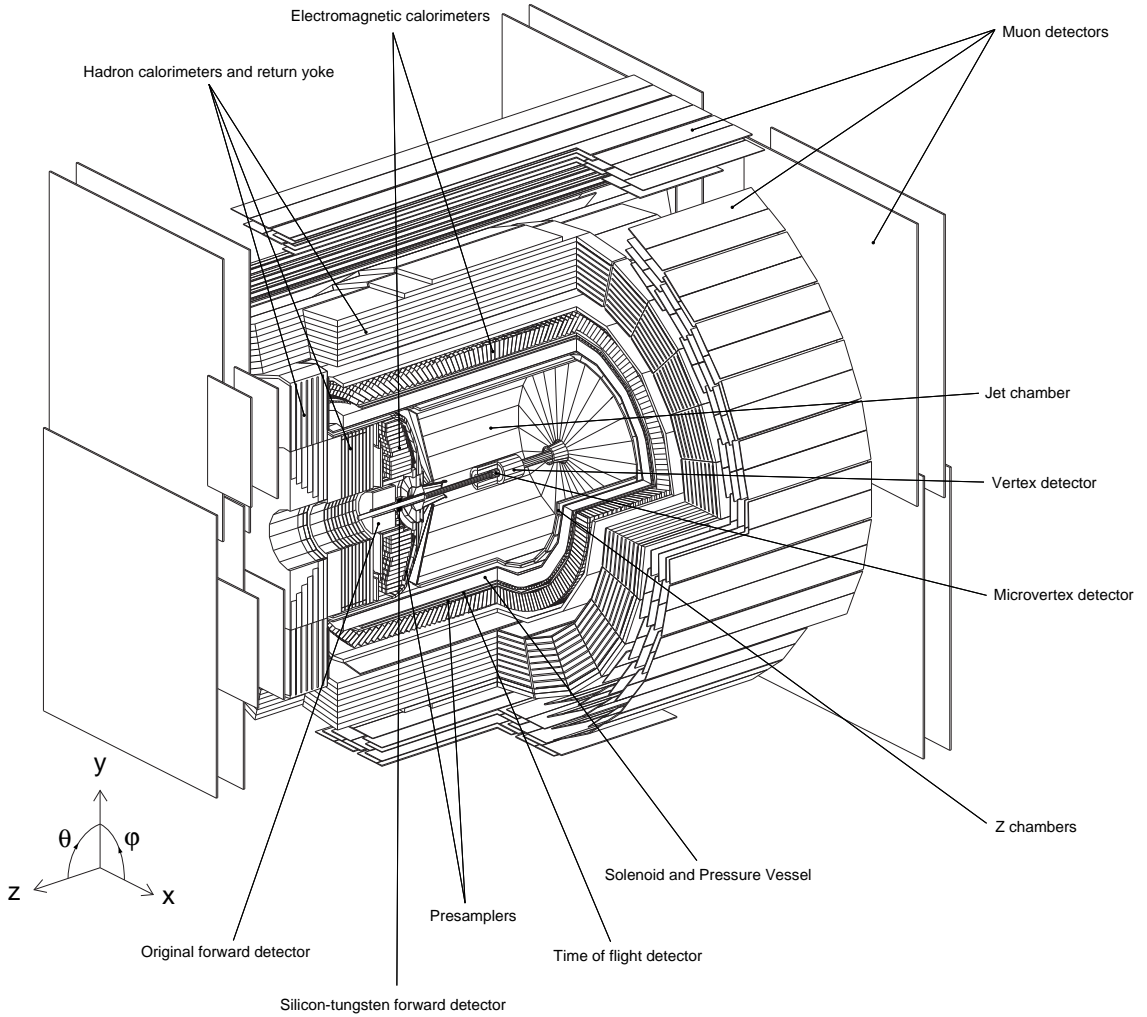 Electromagnetic calorimeters
Muon detectors
Hadron calorimeters and return yoke
Jet chamber
Vertex detector
Microvertex detector
y
θ φ
Z chambers
z
x
Solenoid and Pressure Vessel
Presamplers
Original forward detector
Time of flight detector
Silicon-tungsten forward detector